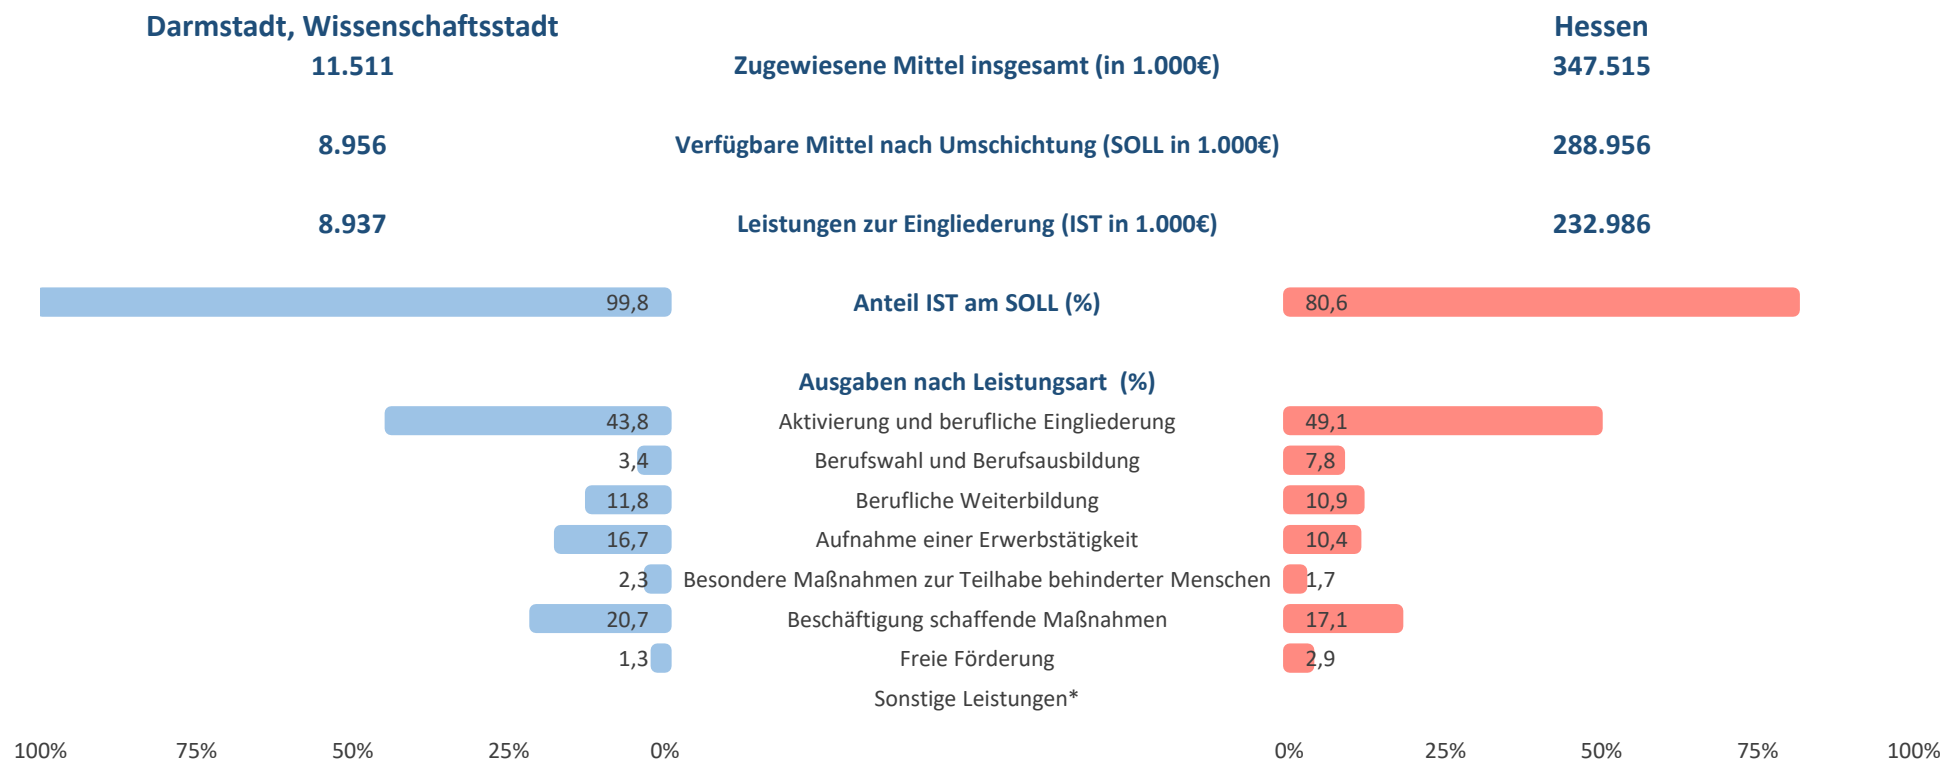 Darmstadt, Wissenschaftsstadt Hessen
11.511 Zugewiesene Mittel insgesamt (in 1.000€) 347.515
8.956 Verfügbare Mittel nach Umschichtung (SOLL in 1.000€) 288.956
8.937 Leistungen zur Eingliederung (IST in 1.000€) 232.986
99,8 Anteil IST am SOLL (%) 80,6
Ausgaben nach Leistungsart (%)
43,8 Aktivierung und berufliche Eingliederung 49,1
3,4 Berufswahl und Berufsausbildung 7,8
11,8 Berufliche Weiterbildung 10,9
16,7 Aufnahme einer Erwerbstätigkeit 10,4
2,3 Besondere Maßnahmen zur Teilhabe behinderter Menschen 1,7
20,7 Beschäftigung schaffende Maßnahmen 17,1
1,3 Freie Förderung 2,9
Sonstige Leistungen*
100% 75% 50% 25% 0% 0% 25% 50% 75% 100%